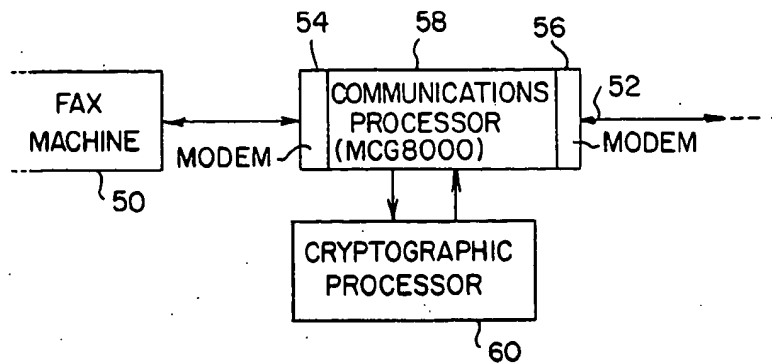 54 58 56
FAX
MACHINE
50
MODEM
COMMUNICATIONS
PROCESSOR
(MCG8000)
52
MODEM
CRYPTOGRAPHIC
PROCESSOR
60